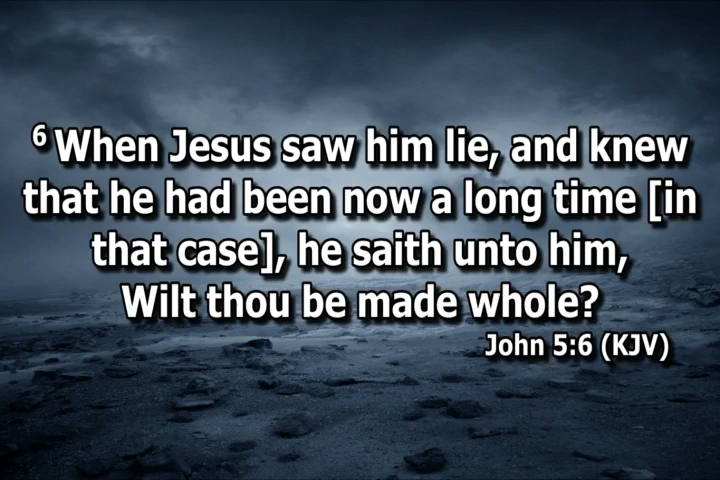 6 When Jesus saw him lie, and knew
that he had been now a long time [in
that case], he saith unto him,
Wilt thou be made whole?
John 5:6 (KJV)